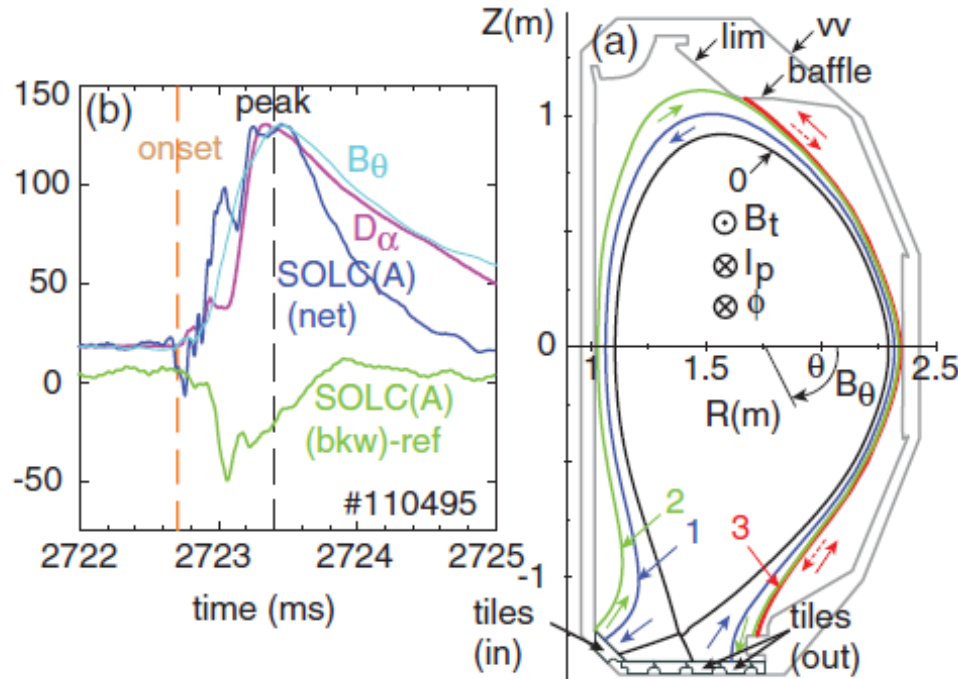 (b)
150
100
50
0
-50
onset
peak
Bθ
Dα
SOLC(A)
(net)
SOLC(A)
(bkw)-ref
#110495
2722
2723
2724
2725
time (ms)
Z(m)
(a)
lim
vv
baffle
1
0
-1
0
Bt
Ip
ϕ
1
1.5
2.5
θ
Bθ
R(m)
2
1
3
tiles
(in)
tiles
(out)